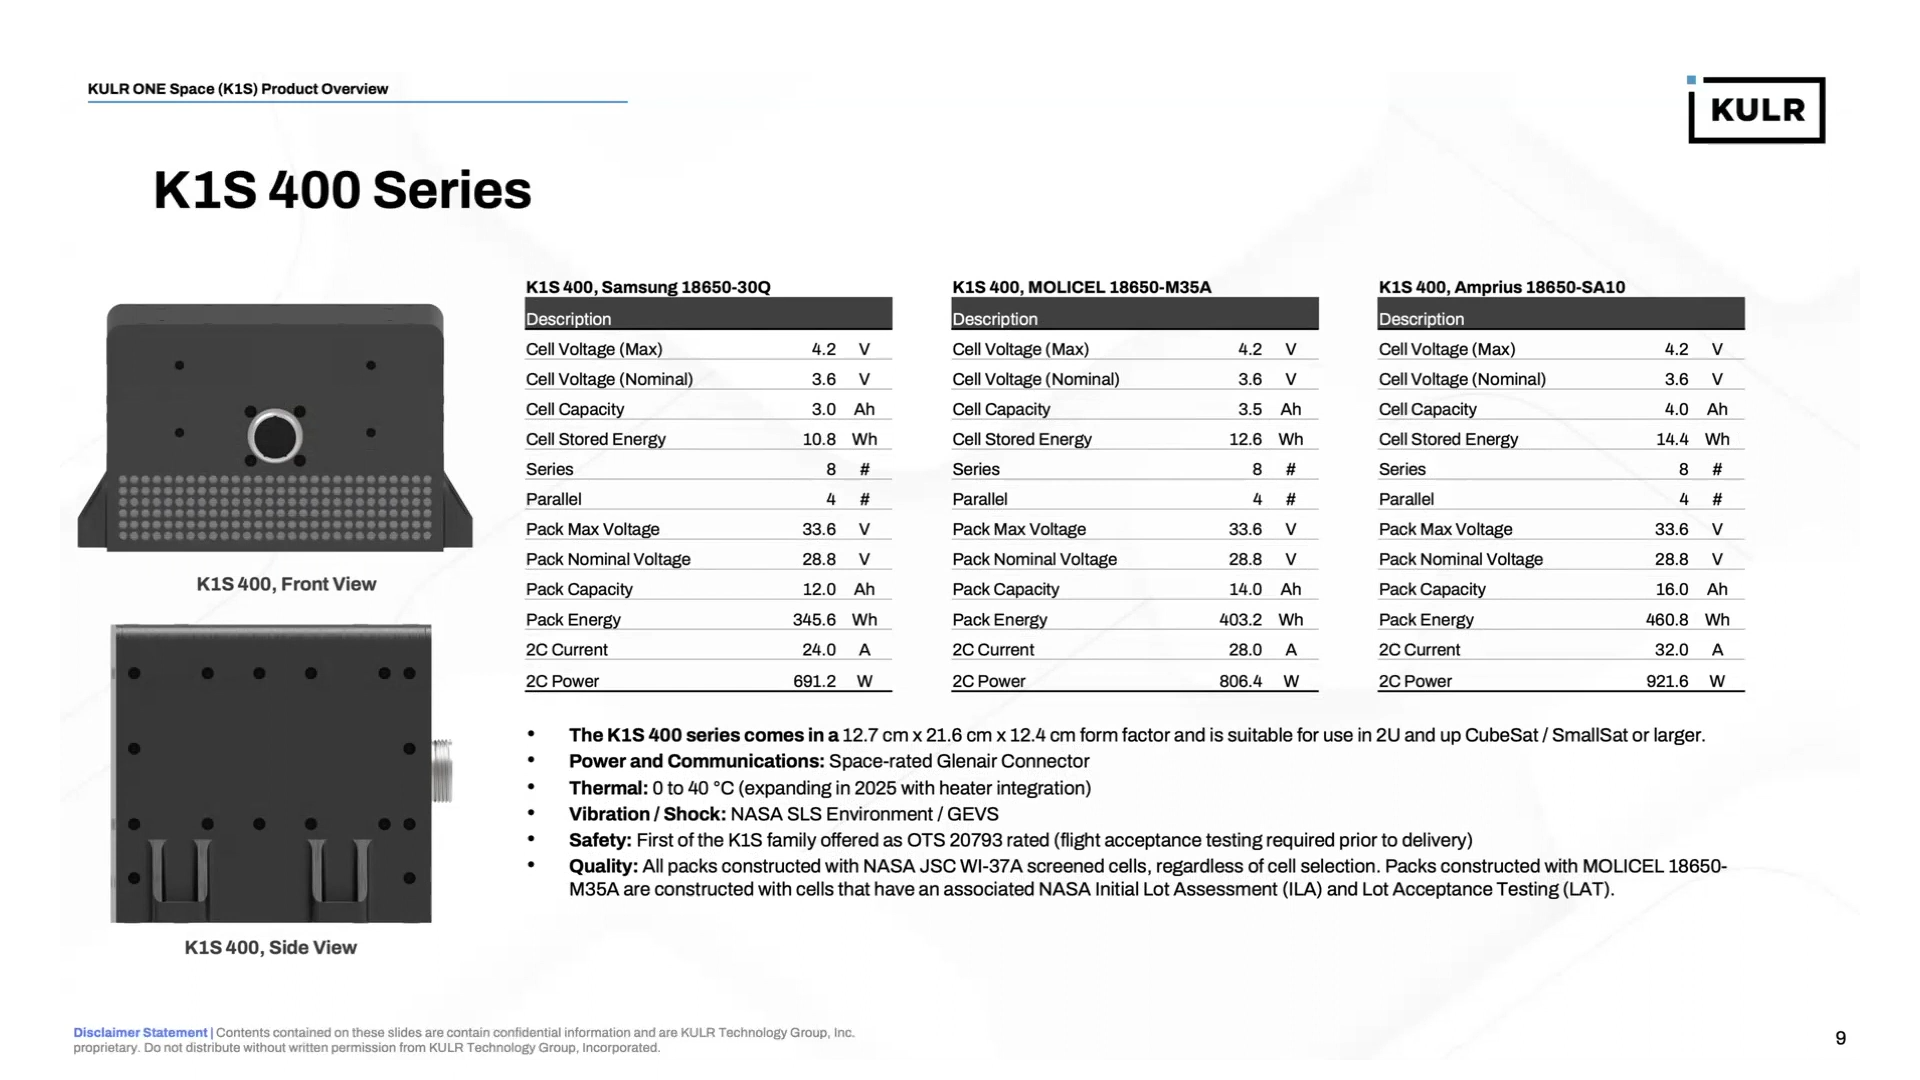 KULR ONE Space (K1S) Product Overview
KULR
K1S 400 Series
K1S 400, Front View
K1S 400, Side View
K1S 400, Samsung 18650-30Q
Description
Cell Voltage (Max) 4.2 V
Cell Voltage (Nominal) 3.6 V
Cell Capacity 3.0 Ah
Cell Stored Energy 10.8 Wh
Series 8 #
Parallel 4 #
Pack Max Voltage 33.6 V
Pack Nominal Voltage 28.8 V
Pack Capacity 12.0 Ah
Pack Energy 345.6 Wh
2C Current 24.0 A
2C Power 691.2 W
K1S 400, MOLICEL 18650-M35A
Description
Cell Voltage (Max) 4.2 V
Cell Voltage (Nominal) 3.6 V
Cell Capacity 3.5 Ah
Cell Stored Energy 12.6 Wh
Series 8 #
Parallel 4 #
Pack Max Voltage 33.6 V
Pack Nominal Voltage 28.8 V
Pack Capacity 14.0 Ah
Pack Energy 403.2 Wh
2C Current 28.0 A
2C Power 806.4 W
K1S 400, Amprius 18650-SA10
Description
Cell Voltage (Max) 4.2 V
Cell Voltage (Nominal) 3.6 V
Cell Capacity 4.0 Ah
Cell Stored Energy 14.4 Wh
Series 8 #
Parallel 4 #
Pack Max Voltage 33.6 V
Pack Nominal Voltage 28.8 V
Pack Capacity 16.0 Ah
Pack Energy 460.8 Wh
2C Current 32.0 A
2C Power 921.6 W
• The K1S 400 series comes in a 12.7 cm x 21.6 cm x 12.4 cm form factor and is suitable for use in 2U and up CubeSat / SmallSat or larger.
• Power and Communications: Space-rated Glenair Connector
• Thermal: 0 to 40 °C (expanding in 2025 with heater integration)
• Vibration / Shock: NASA SLS Environment / GEVS
• Safety: First of the K1S family offered as OTS 20793 rated (flight acceptance testing required prior to delivery)
• Quality: All packs constructed with NASA JSC WI-37A screened cells, regardless of cell selection. Packs constructed with MOLICEL 18650-
M35A are constructed with cells that have an associated NASA Initial Lot Assessment (ILA) and Lot Acceptance Testing (LAT).
Disclaimer Statement | Contents contained on these slides are contain confidential information and are KULR Technology Group, Inc.
proprietary. Do not distribute without written permission from KULR Technology Group, Incorporated.
9